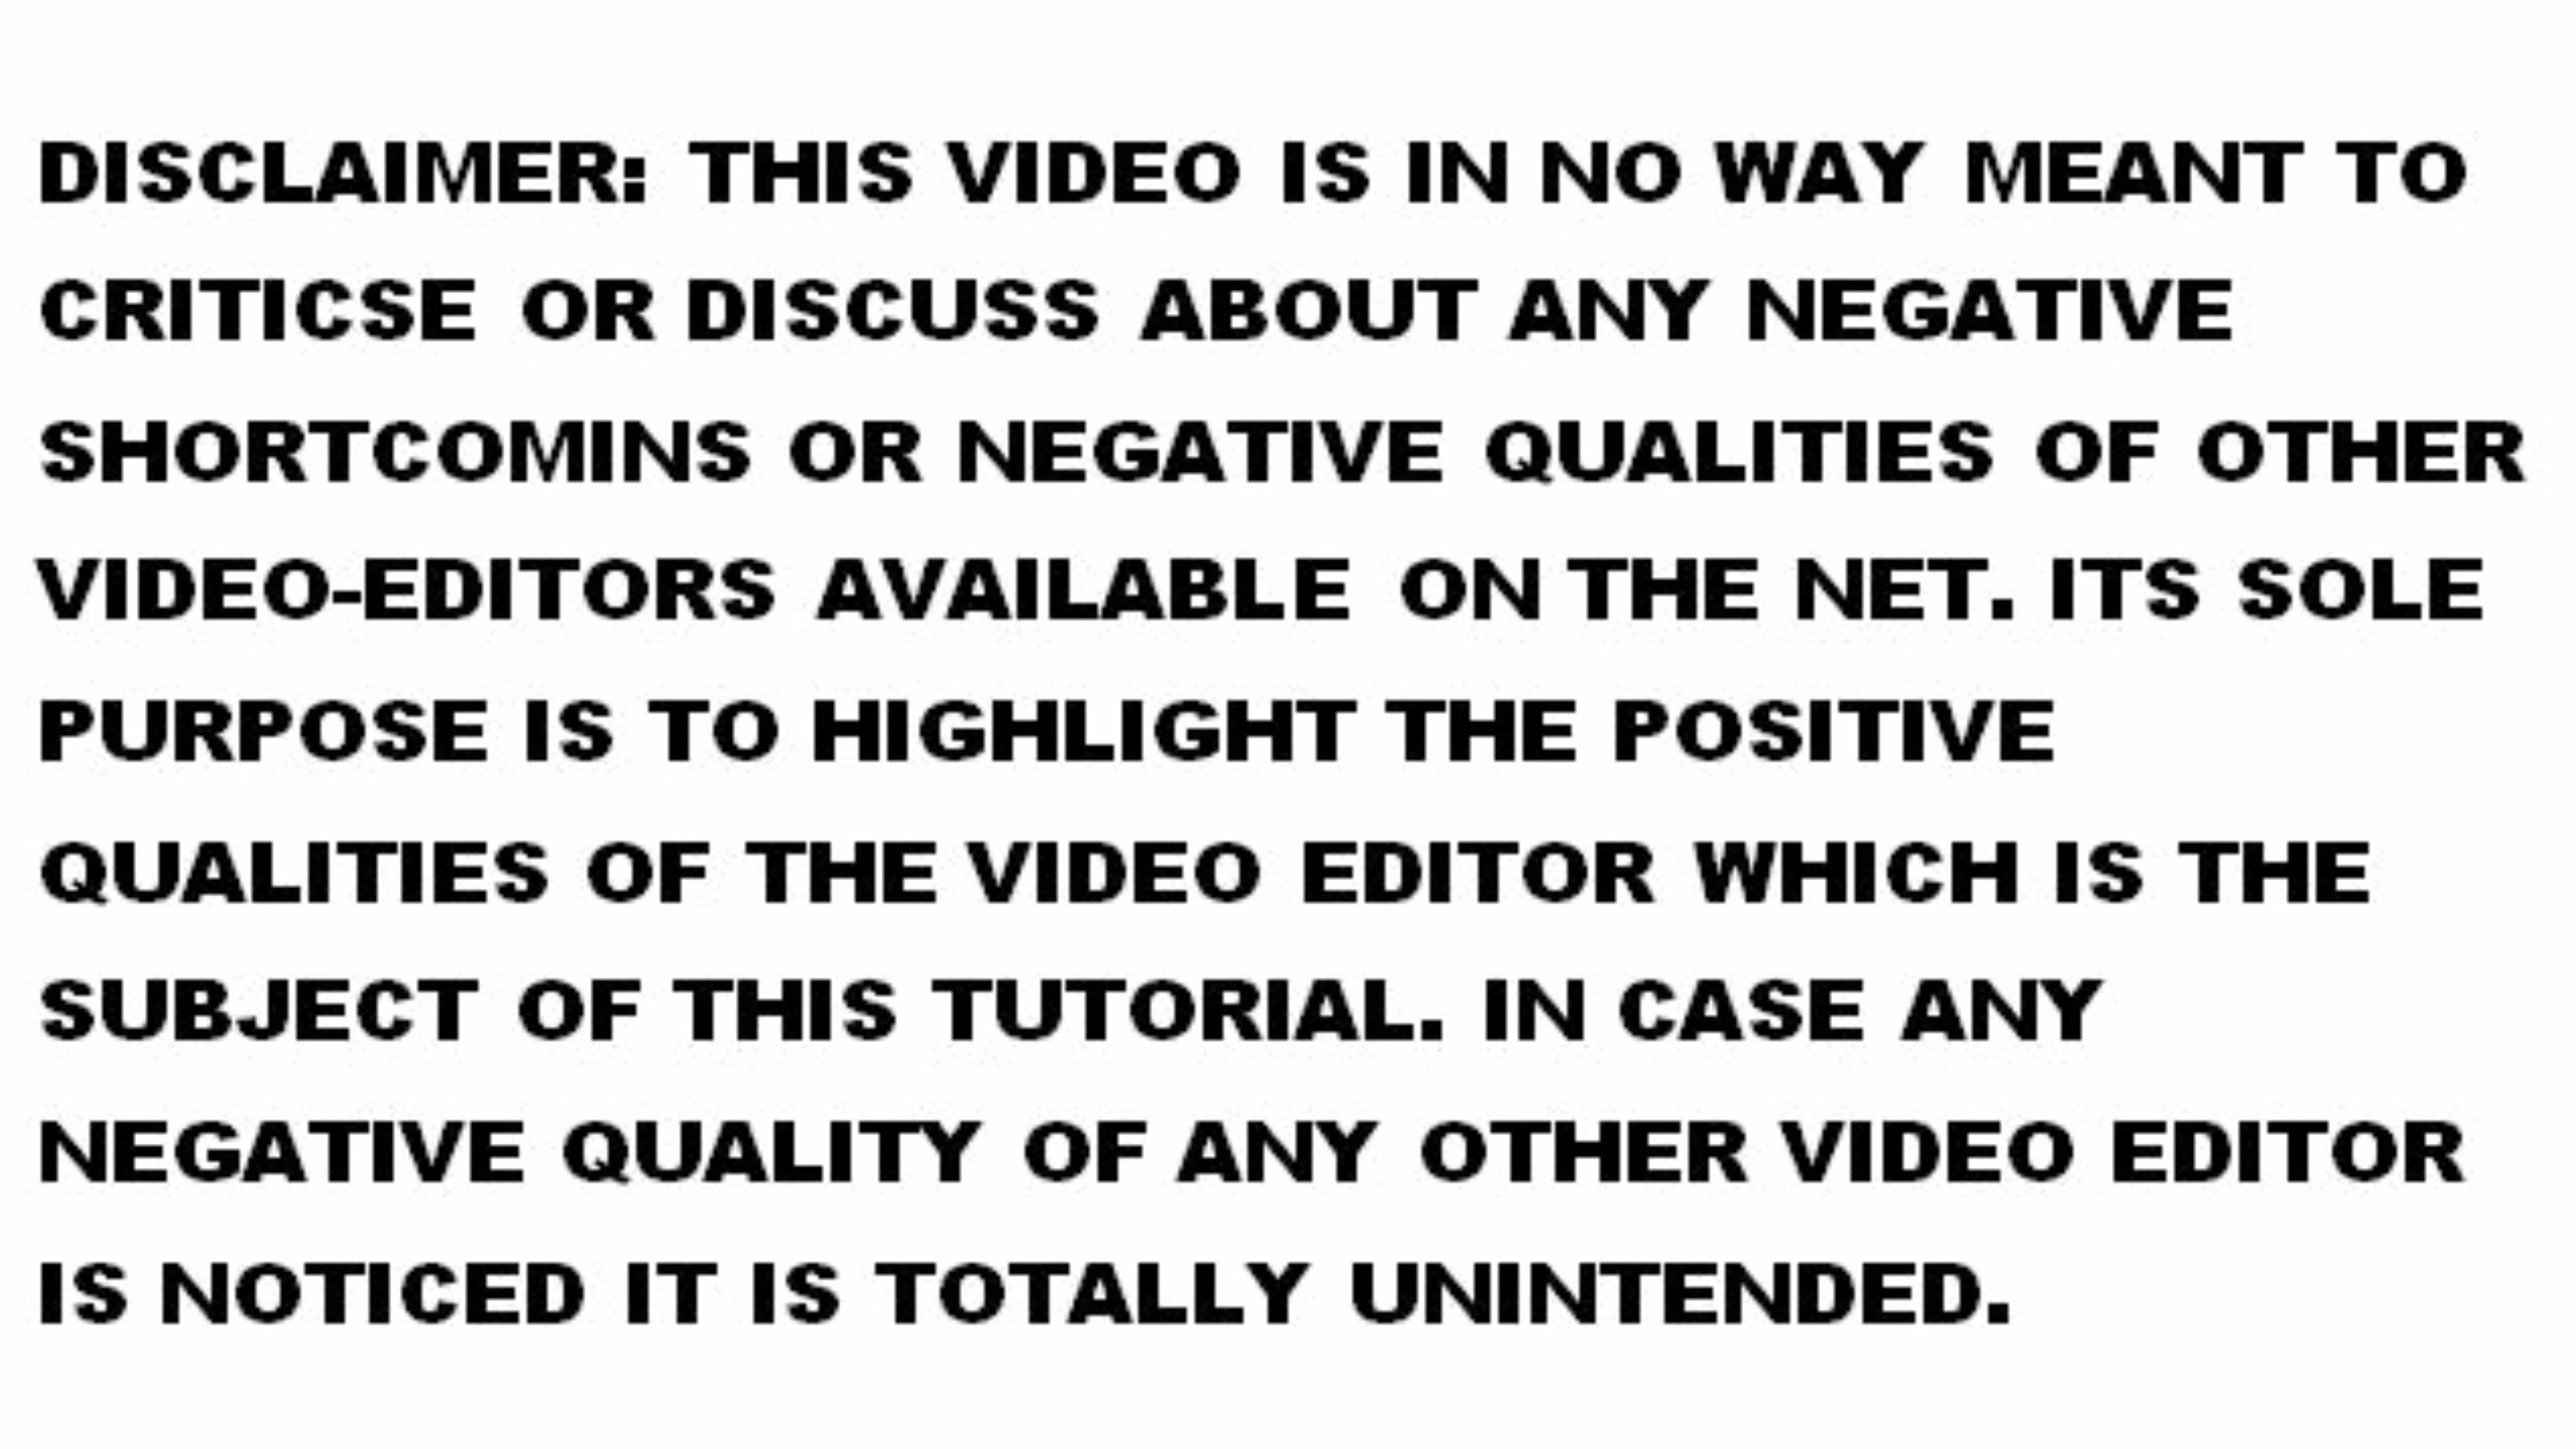 DISCLAIMER: THIS VIDEO IS IN NO WAY MEANT TO
CRITICSE OR DISCUSS ABOUT ANY NEGATIVE
SHORTCOMINS OR NEGATIVE QUALITIES OF OTHER
VIDEO-EDITORS AVAILABLE ON THE NET. ITS SOLE
PURPOSE IS TO HIGHLIGHT THE POSITIVE
QUALITIES OF THE VIDEO EDITOR WHICH IS THE
SUBJECT OF THIS TUTORIAL. IN CASE ANY
NEGATIVE QUALITY OF ANY OTHER VIDEO EDITOR
IS NOTICED IT IS TOTALLY UNINTENDED.